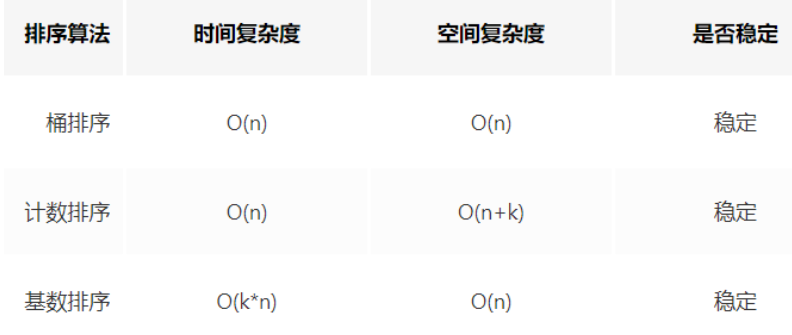 排序算法 时间复杂度 空间复杂度 是否稳定
桶排序 O(n) O(n) 稳定
计数排序 O(n) O(n+k) 稳定
基数排序 O(k*n) O(n) 稳定